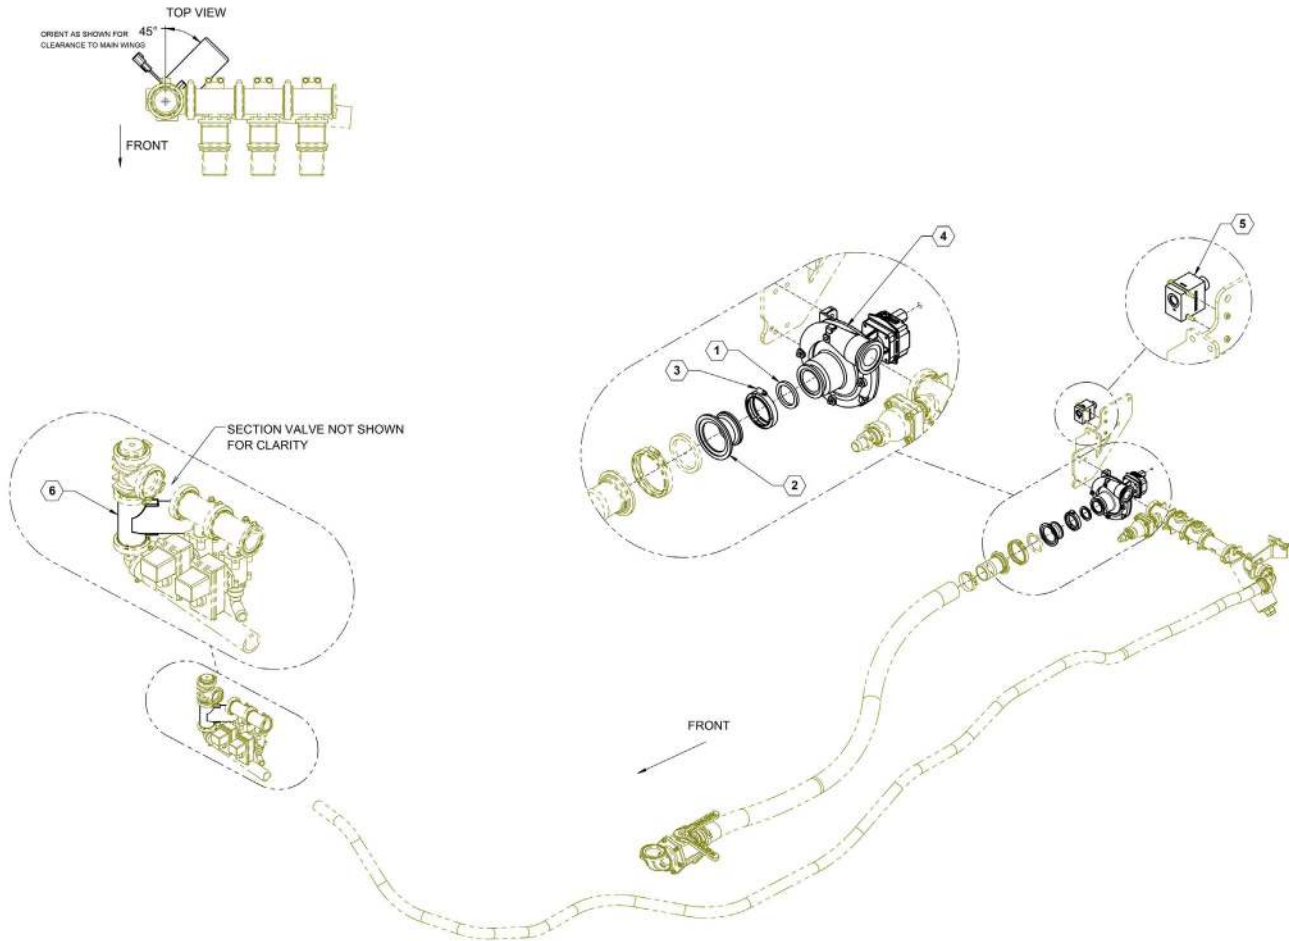 TOP VIEW
ORIENT AS SHOWN FOR
CLEARANCE TO MAIN WINGS
45°
FRONT
4
5
1
3
2
SECTION VALVE NOT SHOWN
FOR CLARITY
6
FRONT